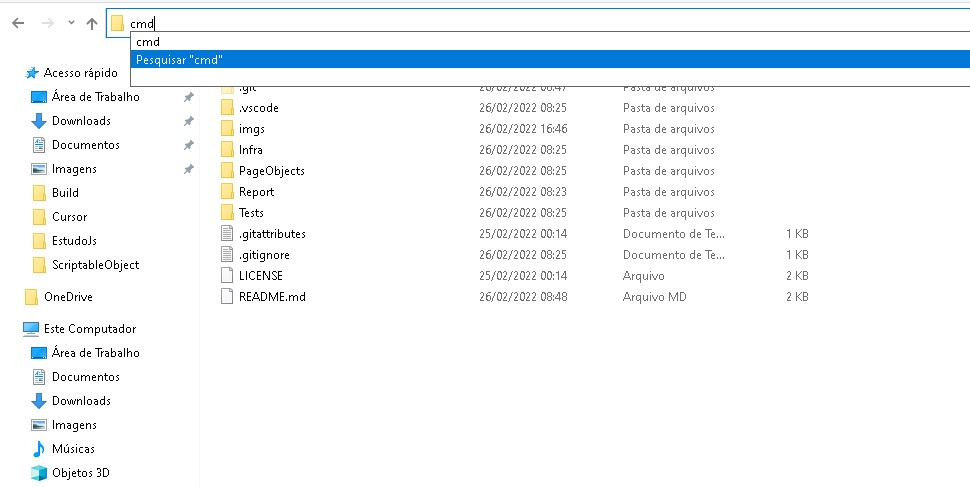 cmd
cmd
Pesquisar "cmd"
Acesso rápido
Área de Trabalho
Downloads
Documentos
Imagens
Build
Cursor
EstudoJs
ScriptableObject
OneDrive
Este Computador
Área de Trabalho
Documentos
Downloads
Imagens
Músicas
Objetos 3D
.git 26/02/2022 08:47 Pasta de arquivos
.vscode 26/02/2022 08:25 Pasta de arquivos
imgs 26/02/2022 16:46 Pasta de arquivos
Infra 26/02/2022 08:25 Pasta de arquivos
PageObjects 26/02/2022 08:25 Pasta de arquivos
Report 26/02/2022 08:23 Pasta de arquivos
Tests 26/02/2022 08:25 Pasta de arquivos
.gitattributes 25/02/2022 00:14 Documento de Te... 1 KB
.gitignore 26/02/2022 08:25 Documento de Te... 1 KB
LICENSE 25/02/2022 00:14 Arquivo 2 KB
README.md 26/02/2022 08:48 Arquivo MD 2 KB